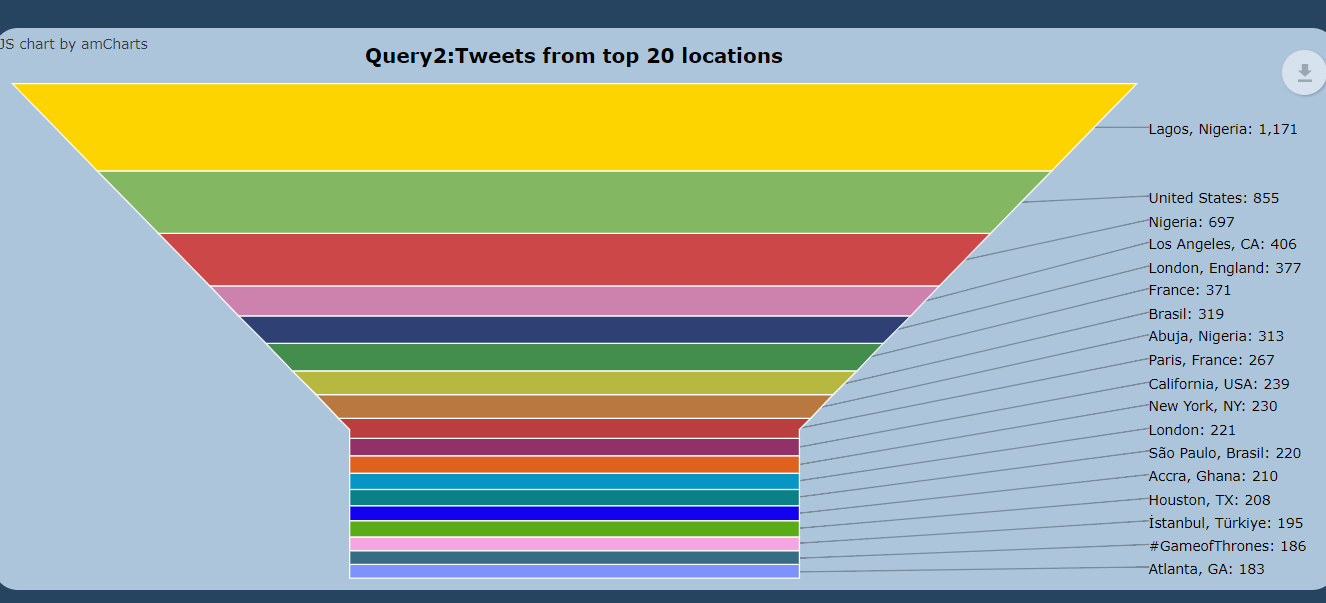 JS chart by amCharts
Query2:Tweets from top 20 locations
Lagos, Nigeria: 1,171
United States: 855
Nigeria: 697
Los Angeles, CA: 406
London, England: 377
France: 371
Brasil: 319
Abuja, Nigeria: 313
Paris, France: 267
California, USA: 239
New York, NY: 230
London: 221
São Paulo, Brasil: 220
Accra, Ghana: 210
Houston, TX: 208
İstanbul, Türkiye: 195
#GameofThrones: 186
Atlanta, GA: 183